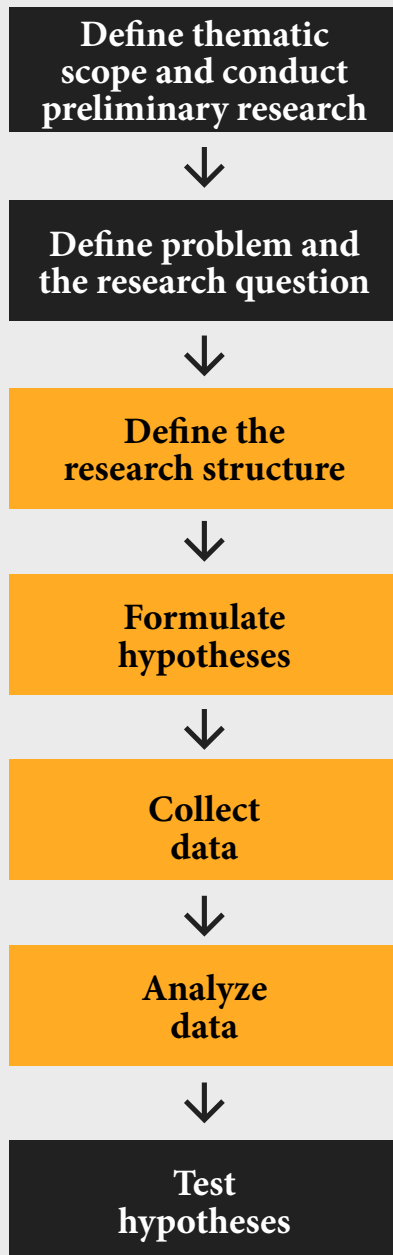 Define thematic
scope and conduct
preliminary research
Define problem and
the research question
Define the
research structure
Formulate
hypotheses
Collect
data
Analyze
data
Test
hypotheses